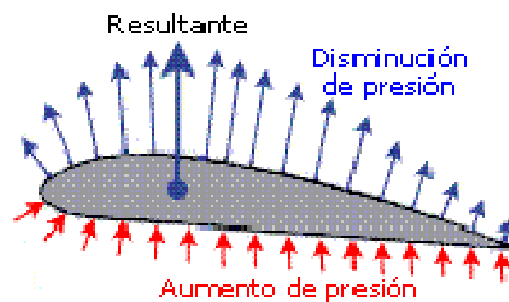 Resultante
Disminución
de presión
Aumento de presión